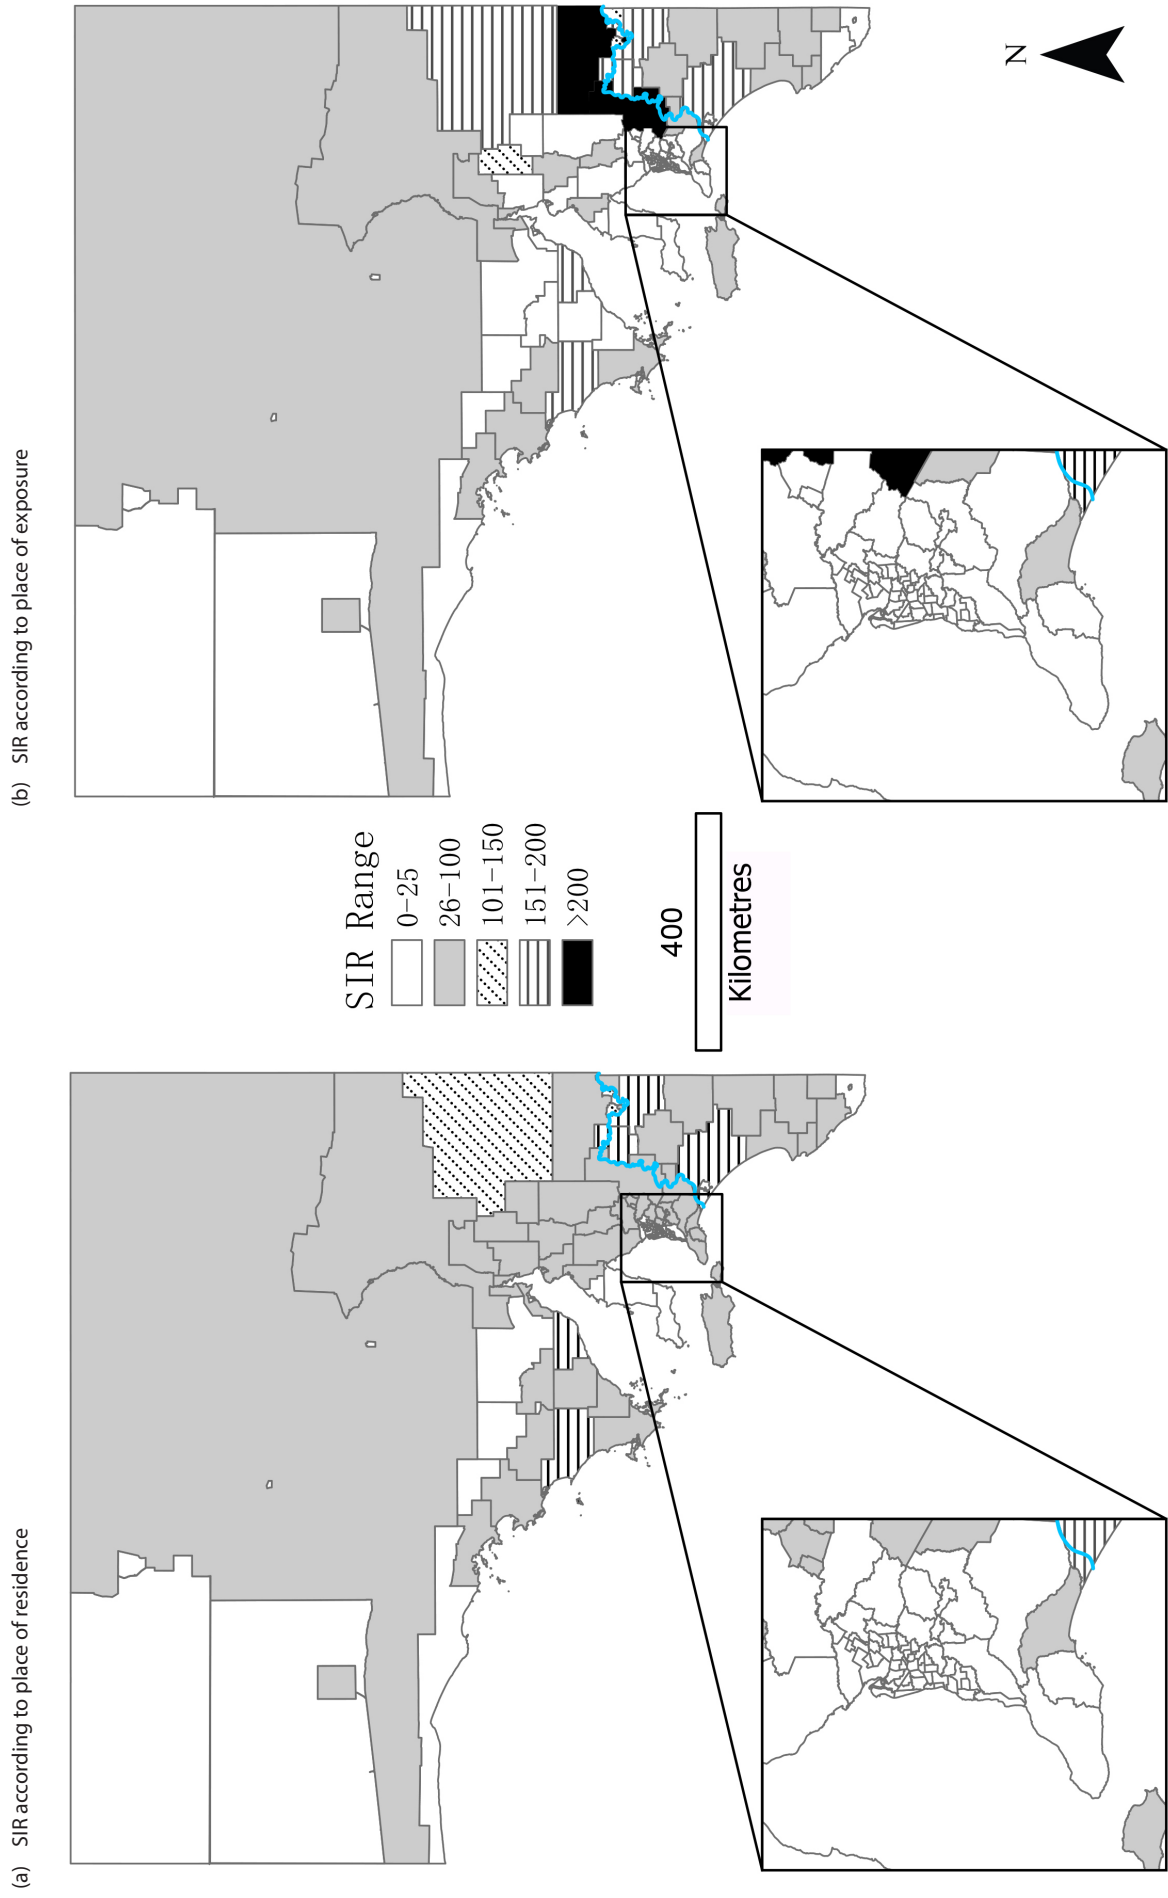 (a) SIR according to place of residence
(b) SIR according to place of exposure
SIR Range
0-25
26-100
101-150
151-200
>200
400
Kilometres
N